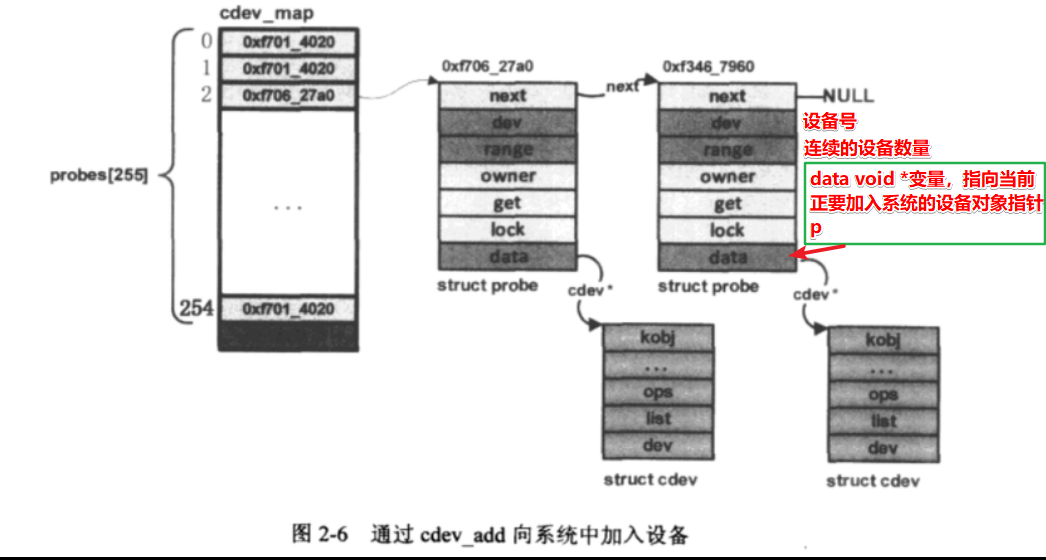 cdev_map
0 0xf701_4020
1 0xf701_4020
2 0xf706_27a0
probes[255]
...
254 0xf701_4020
0xf706_27a0
next
dev
range
owner
get
lock
data
struct probe
next
0xf346_7960
next
NULL
dev
设备号
range
连续的设备数量
owner
get
lock
data
data void *变量，指向当前
正要加入系统的设备对象指针
p
struct probe
cdev *
kobj
...
ops
list
dev
struct cdev
cdev *
kobj
...
ops
list
dev
struct cdev
图 2-6 通过 cdev_add 向系统中加入设备